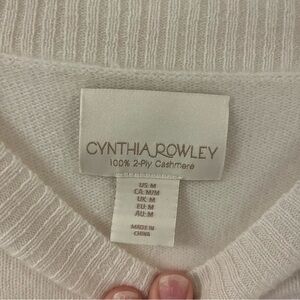 CYNTHIA ROWLEY
100% 2-Ply Cashmere
US: M
CA: M/M
UK: M
EU: M
AU: M
MADE IN
CHINA